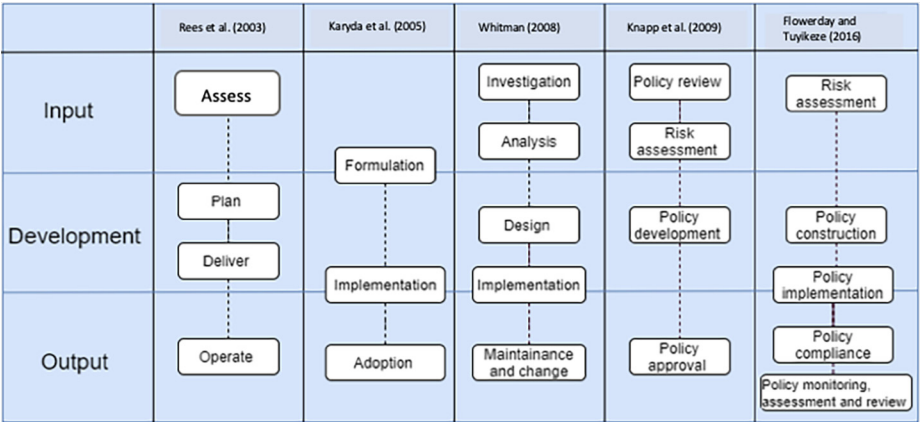 Rees et al. (2003)
Karyda et al. (2005)
Whitman (2008)
Knapp et al. (2009)
Flowerday and
Tuyikeze (2016)
Input
Assess
Formulation
Investigation
Analysis
Policy review
Risk
assessment
Risk
assessment
Development
Plan
Deliver
Implementation
Design
Implementation
Policy
development
Policy
construction
Policy
implementation
Output
Operate
Adoption
Maintainance
and change
Policy
approval
Policy
compliance
Policy monitoring,
assessment and review